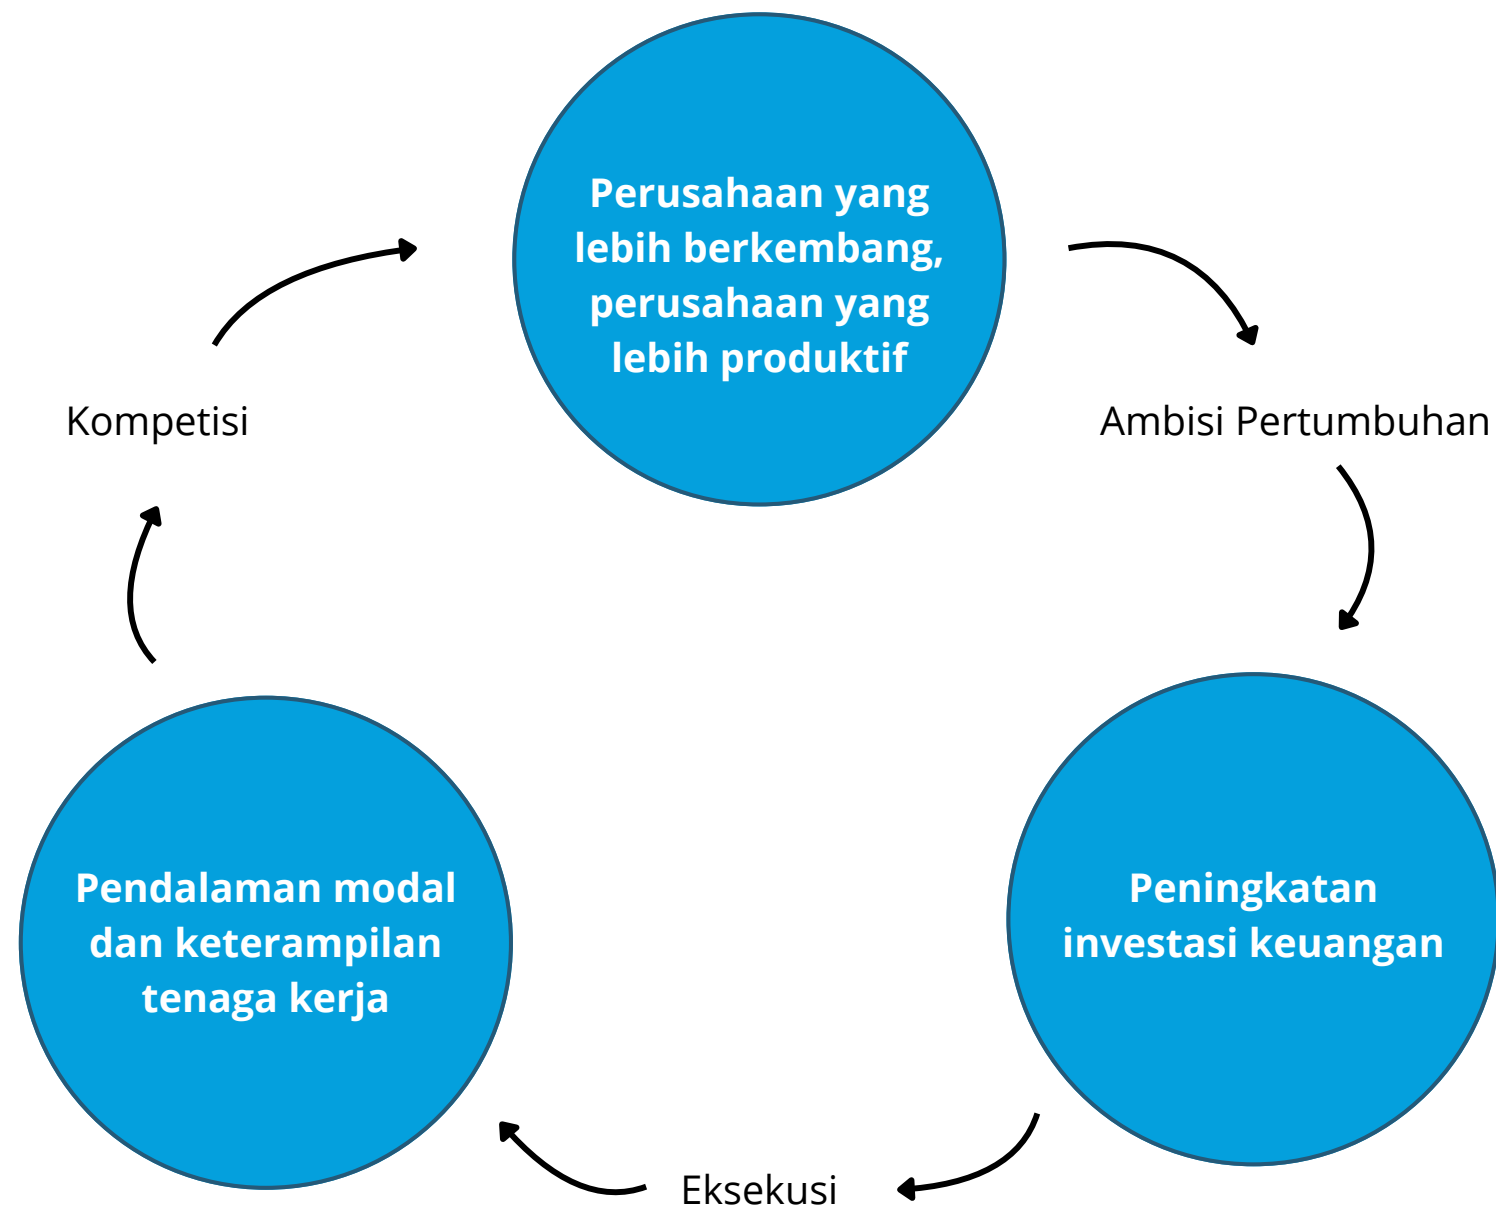 Perusahaan yang
lebih berkembang,
perusahaan yang
lebih produktif
Kompetisi
Ambisi Pertumbuhan
Pendalaman modal
dan keterampilan
tenaga kerja
Peningkatan
investasi keuangan
Eksekusi